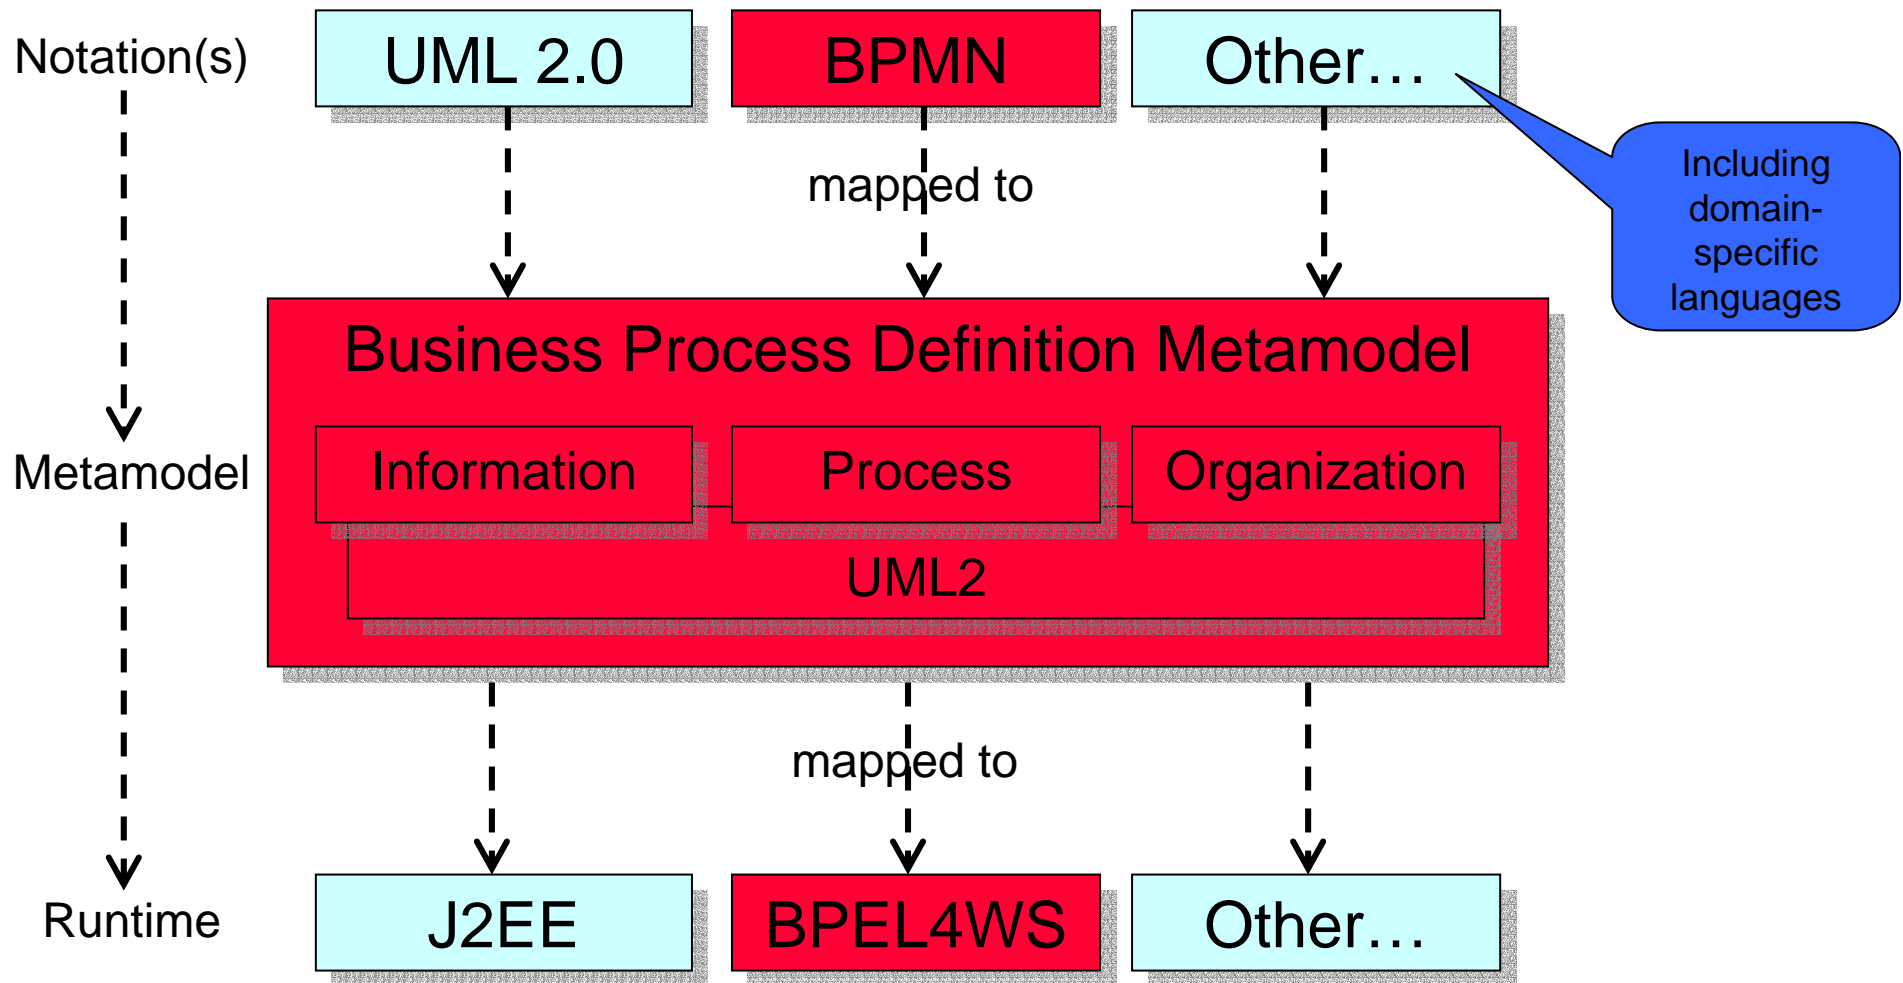 Notation(s)
UML 2.0
BPMN
Other…
mapped to
Including
domain-
specific
languages
Business Process Definition Metamodel
Metamodel
Information
Process
Organization
UML2
mapped to
Runtime
J2EE
BPEL4WS
Other…